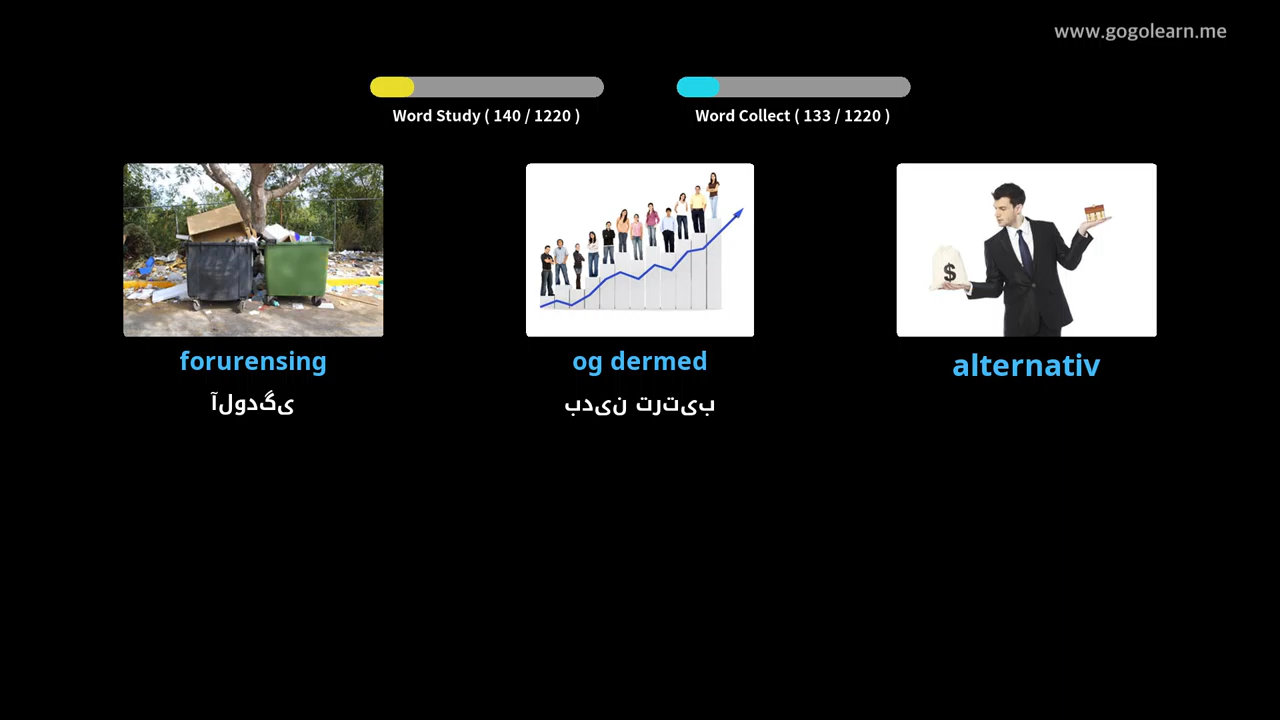 www.gogolearn.me
Word Study ( 140 / 1220 )
Word Collect ( 133 / 1220 )
forurensing
آلودگی
og dermed
بدین ترتیب
alternativ